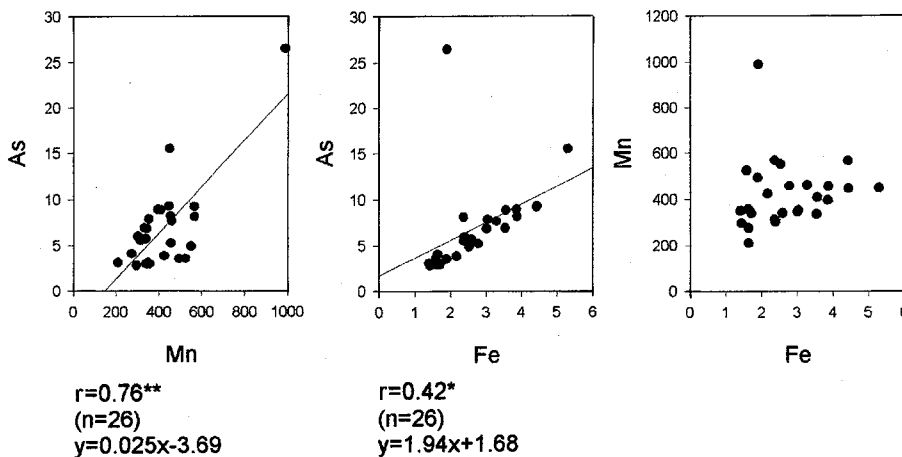 30
25
20
15
10
5
0
As
0 200 400 600 800 1000
Mn
r=0.76**
(n=26)
y=0.025x-3.69
30
25
20
15
10
5
0
As
0 1 2 3 4 5 6
Fe
r=0.42*
(n=26)
y=1.94x+1.68
1200
1000
800
600
400
200
0
Mn
0 1 2 3 4 5 6
Fe